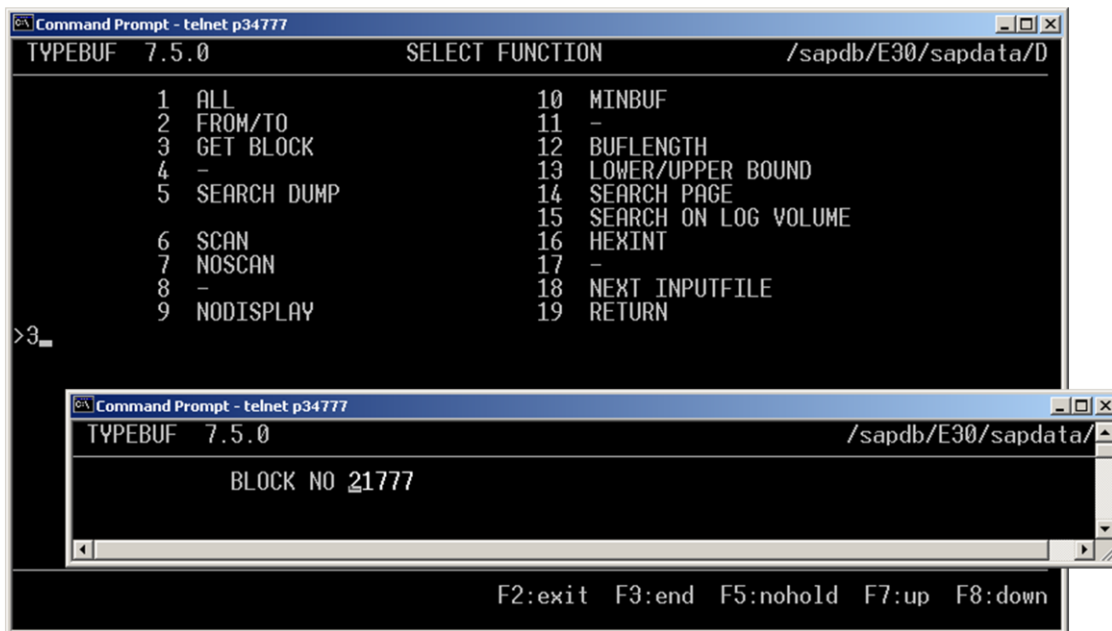 Command Prompt - telnet p34777
TYPEBUF 7.5.0 SELECT FUNCTION /sapdb/E30/sapdata/D
1 ALL 10 MINBUF
2 FROM/TO 11 -
3 GET BLOCK 12 BUFLENGTH
4 - 13 LOWER/UPPER BOUND
5 SEARCH DUMP 14 SEARCH PAGE
15 SEARCH ON LOG VOLUME
6 SCAN 16 HEXINT
7 NOSCAN 17 -
8 - 18 NEXT INPUTFILE
9 NODISPLAY 19 RETURN
>3_
Command Prompt - telnet p34777
TYPEBUF 7.5.0 /sapdb/E30/sapdata/
BLOCK NO 21777
F2:exit F3:end F5:nohold F7:up F8:down